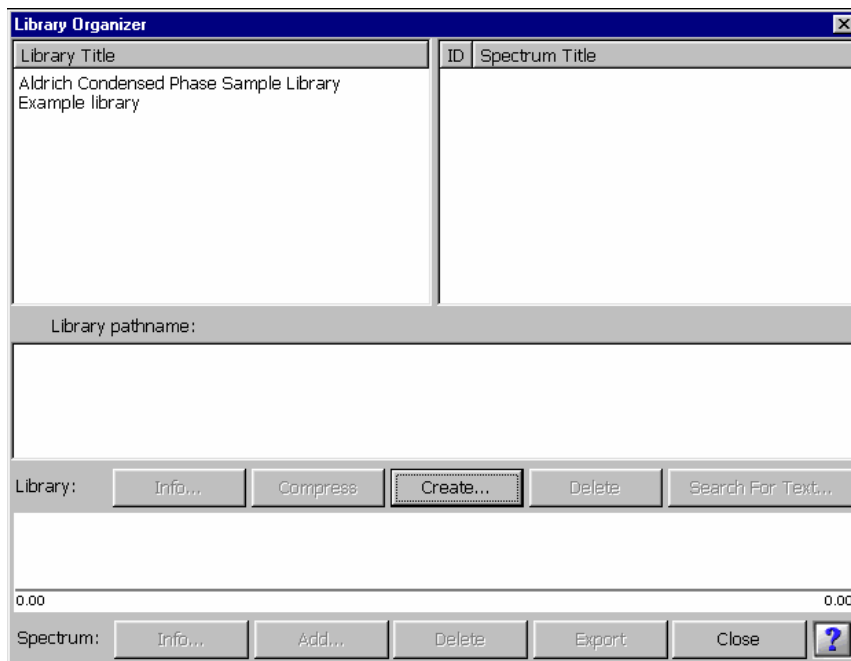 Library Organizer
Library Title
ID Spectrum Title
Aldrich Condensed Phase Sample Library
Example library
Library pathname:
Library: Info... Compress Create... Delete Search For Text...
0.00 0.00
Spectrum: Info... Add... Delete Export Close ?